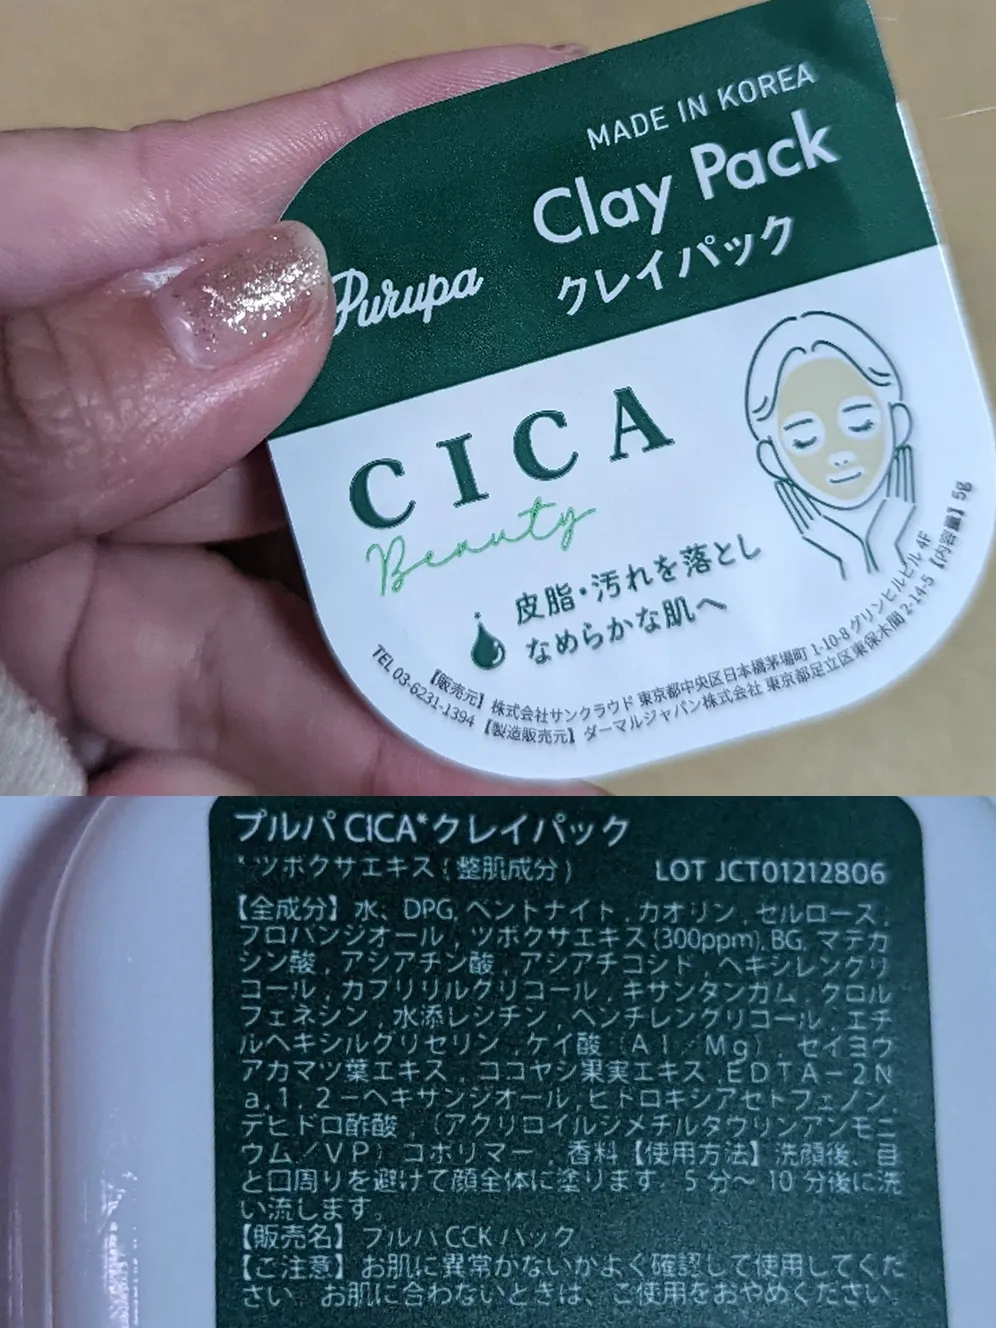 MADE IN KOREA
Clay Pack
クレイパック
Purupa
CICA
Beauty
皮脂・汚れを落とし
なめらかな肌へ
【販売元】 株式会社サンクラウド 東京都中央区日本橋茅場町 1-10-8 グリンヒルビル 4F
TEL 03-6231-1394 【製造販売元】 ダーマルジャパン株式会社 東京都足立区東保木間 2-14-5 【内容量】 5g
プルパ CICA*クレイパック
*ツボクサエキス ( 整肌成分 ) LOT JCT01212806
【全成分】水、DPG, ベントナイト , カオリン , セルロース ,
プロパンジオール , ツボクサエキス (300ppm), BG, マデカ
シン酸 , アシアチン酸 , アシアチコシド , ヘキシレングリ
コール , カプリリルグリコール , キサンタンガム , クロル
フェネシン , 水添レシチン , ペンチレングリコール , エチ
ルヘキシルグリセリン , ケイ酸（Ａｌ／Ｍｇ）, セイヨウ
アカマツ葉エキス , ココヤシ果実エキス , ＥＤＴＡ－２Ｎ
ａ , １, ２－ヘキサンジオール , ヒドロキシアセトフェノン ,
デヒドロ酢酸 , （アクリロイルジメチルタウリンアンモニ
ウム／ＶＰ）コポリマー , 香料【使用方法】洗顔後、目
と口周りを避けて顔全体に塗ります。 5 分～ 10 分後に洗
い流します。
【販売名】 プルパ CCK パック
【ご注意】お肌に異常がないかよく確認して使用してくだ
さい。お肌に合わないときは、ご使用をおやめください。